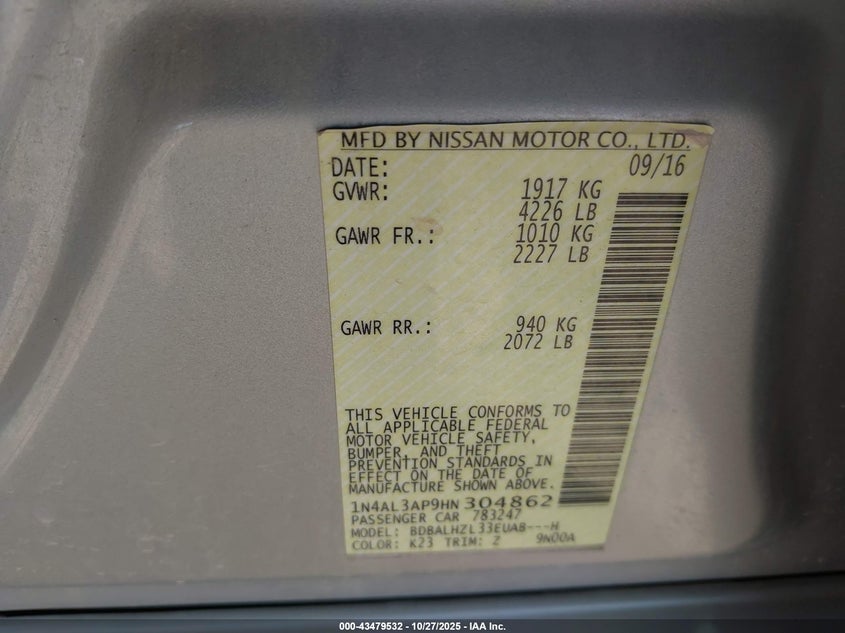 MFD BY NISSAN MOTOR CO., LTD.
DATE: 09/16
GVWR: 1917 KG
4226 LB
GAWR FR.: 1010 KG
2227 LB
GAWR RR.: 940 KG
2072 LB
THIS VEHICLE CONFORMS TO
ALL APPLICABLE FEDERAL
MOTOR VEHICLE SAFETY,
BUMPER, AND THEFT
PREVENTION STANDARDS IN
EFFECT ON THE DATE OF
MANUFACTURE SHOWN ABOVE.
1N4AL3AP9HN304862
PASSENGER CAR 783247
MODEL: BDBALHZL33EUAB---H
COLOR: K23 TRIM: Z 9N00A
000-43479532 - 10/27/2025 - IAA Inc.